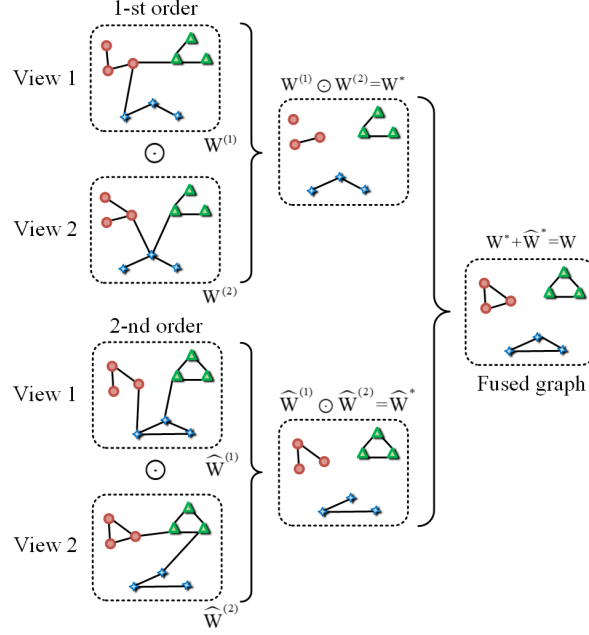 1-st order
View 1
W⁽¹⁾
⊙
View 2
W⁽²⁾
W⁽¹⁾ ⊙ W⁽²⁾=W*
2-nd order
View 1
Ŵ⁽¹⁾
⊙
View 2
Ŵ⁽²⁾
Ŵ⁽¹⁾ ⊙ Ŵ⁽²⁾=Ŵ*
W*+Ŵ*=W
Fused graph